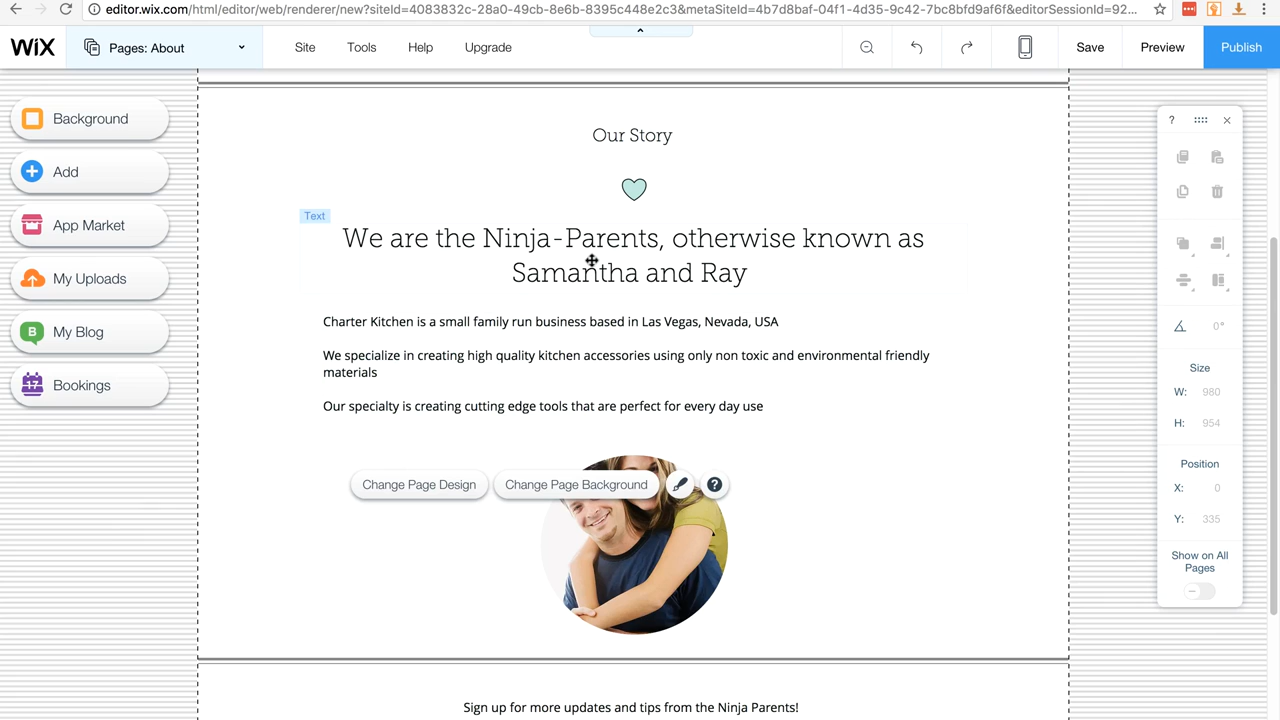 editor.wix.com/html/editor/web/renderer/new?siteId=4083832c-28a0-49cb-8e6b-8395c448e2c3&metaSiteId=4b7d8baf-04f1-4d35-9c42-7bc8bfd9af6f&editorSessionId=92...
WiX
Pages: About
Site
Tools
Help
Upgrade
Save
Preview
Publish
Background
Add
App Market
My Uploads
B
My Blog
17
Bookings
Our Story
Text
We are the Ninja-Parents, otherwise known as
Samantha and Ray
Charter Kitchen is a small family run business based in Las Vegas, Nevada, USA
We specialize in creating high quality kitchen accessories using only non toxic and environmental friendly
materials
Our specialty is creating cutting edge tools that are perfect for every day use
Change Page Design
Change Page Background
?
Sign up for more updates and tips from the Ninja Parents!
?
0°
Size
W: 980
H: 954
Position
X: 0
Y: 335
Show on All
Pages